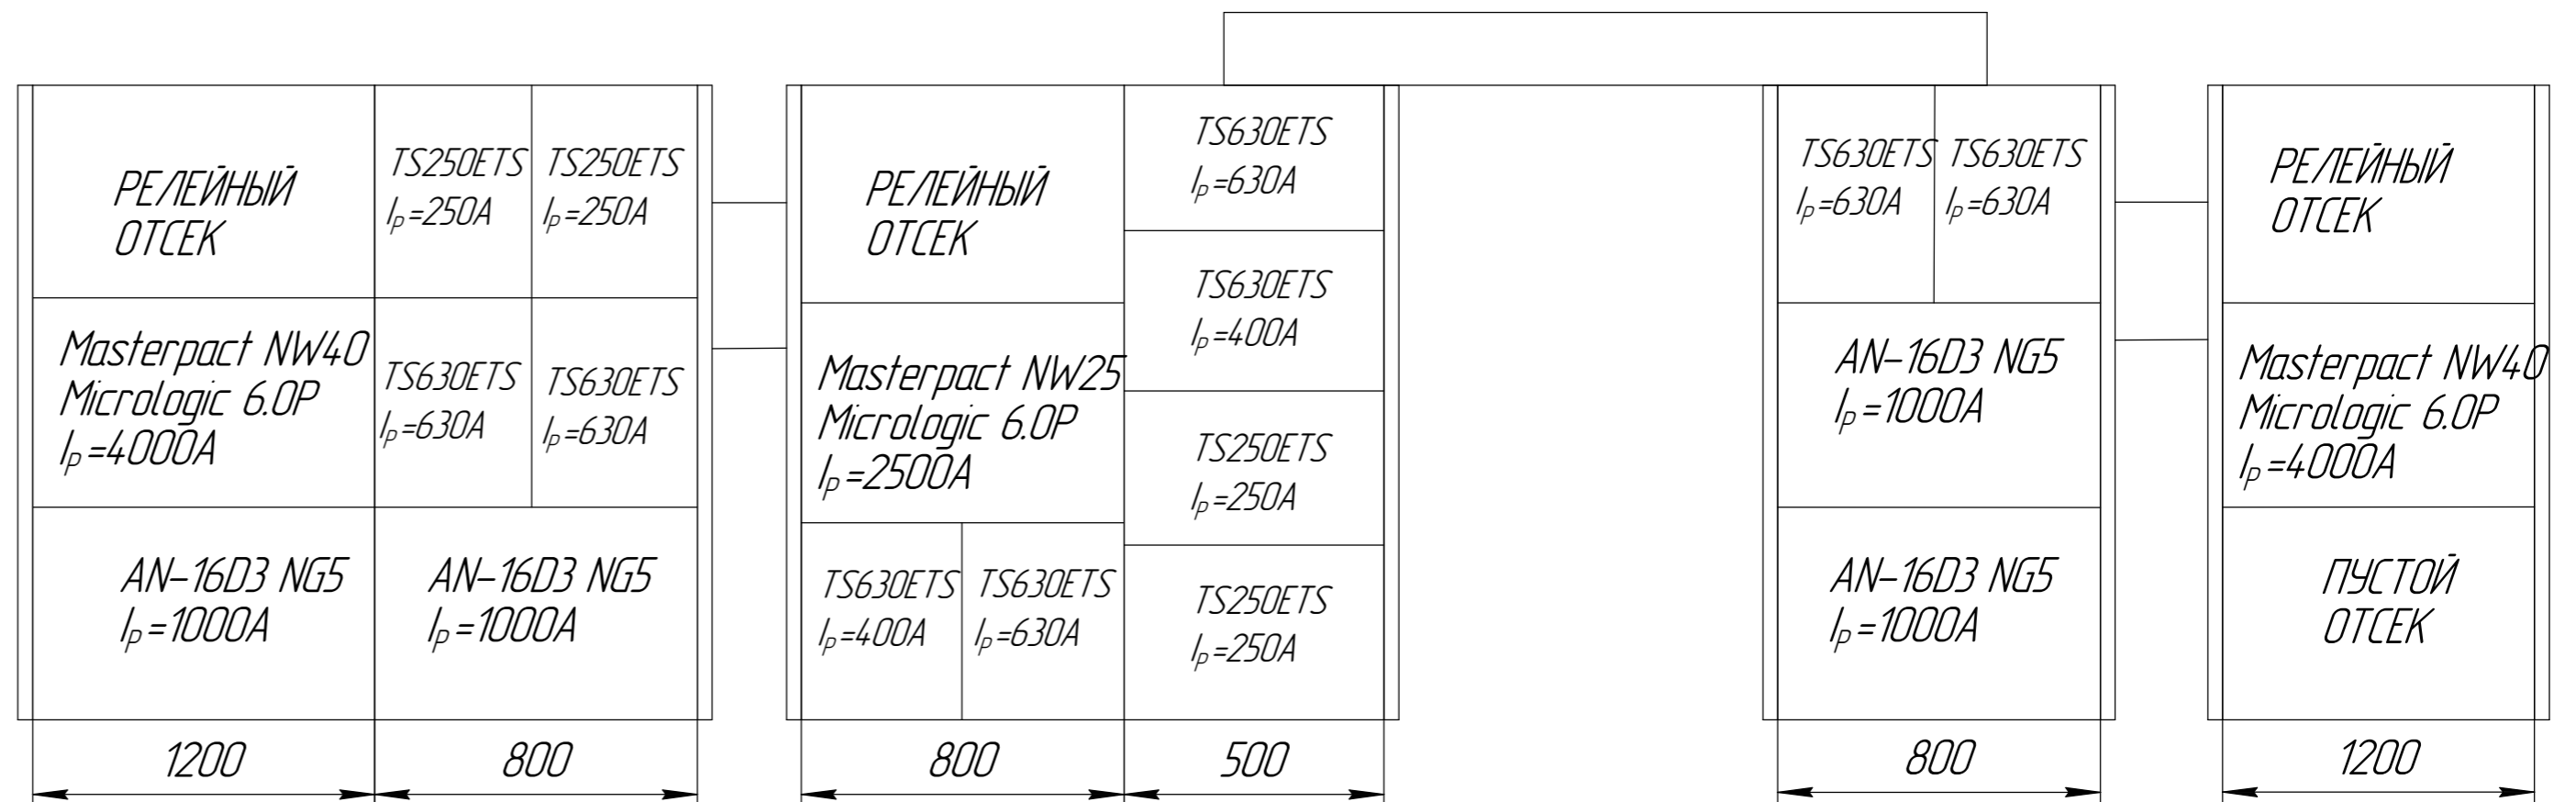 РЕЛЕЙНЫЙ
ОТСЕК
Masterpact NW40
Micrologic 6.0P
Iр=4000А
AN-16D3 NG5
Iр=1000А
TS250ETS
Iр=250А
TS250ETS
Iр=250А
TS630ETS
Iр=630А
TS630ETS
Iр=630А
AN-16D3 NG5
Iр=1000А
РЕЛЕЙНЫЙ
ОТСЕК
Masterpact NW25
Micrologic 6.0P
Iр=2500А
TS630ETS
Iр=400А
TS630ETS
Iр=630А
TS630ETS
Iр=630А
TS630ETS
Iр=400А
TS250ETS
Iр=250А
TS250ETS
Iр=250А
TS630ETS
Iр=630А
TS630ETS
Iр=630А
AN-16D3 NG5
Iр=1000А
AN-16D3 NG5
Iр=1000А
РЕЛЕЙНЫЙ
ОТСЕК
Masterpact NW40
Micrologic 6.0P
Iр=4000А
ПУСТОЙ
ОТСЕК
1200
800
800
500
800
1200